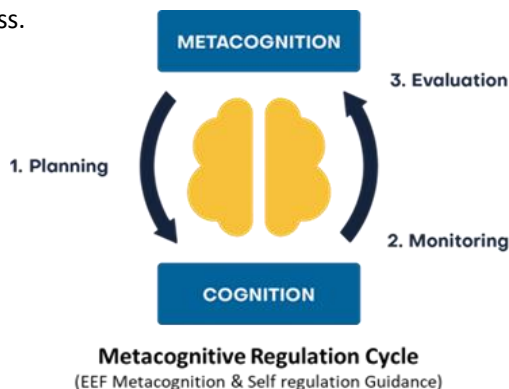 ss.
METACOGNITION
3. Evaluation
1. Planning
2. Monitoring
COGNITION
Metacognitive Regulation Cycle
(EEF Metacognition & Self regulation Guidance)